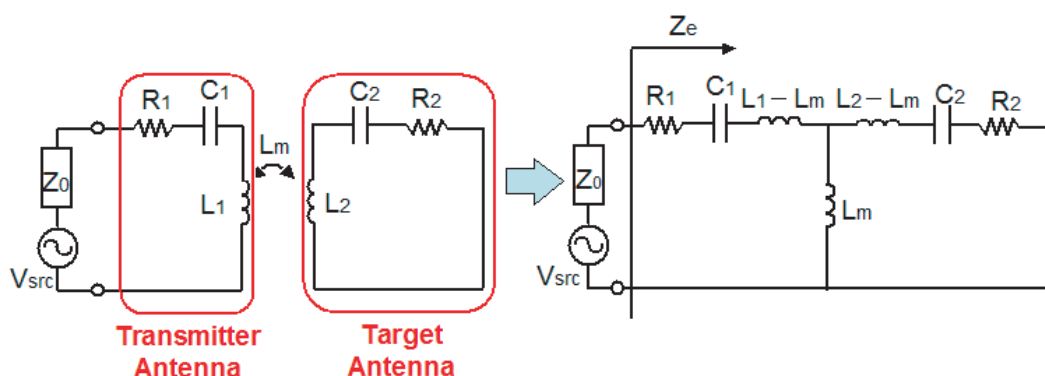 Ze
C1
R1
C2
R2
Lm
Z0
L1
L2
Vsrc
Transmitter
Antenna
Target
Antenna
R1
C1
L1 – Lm
L2 – Lm
C2
R2
Z0
Lm
Vsrc